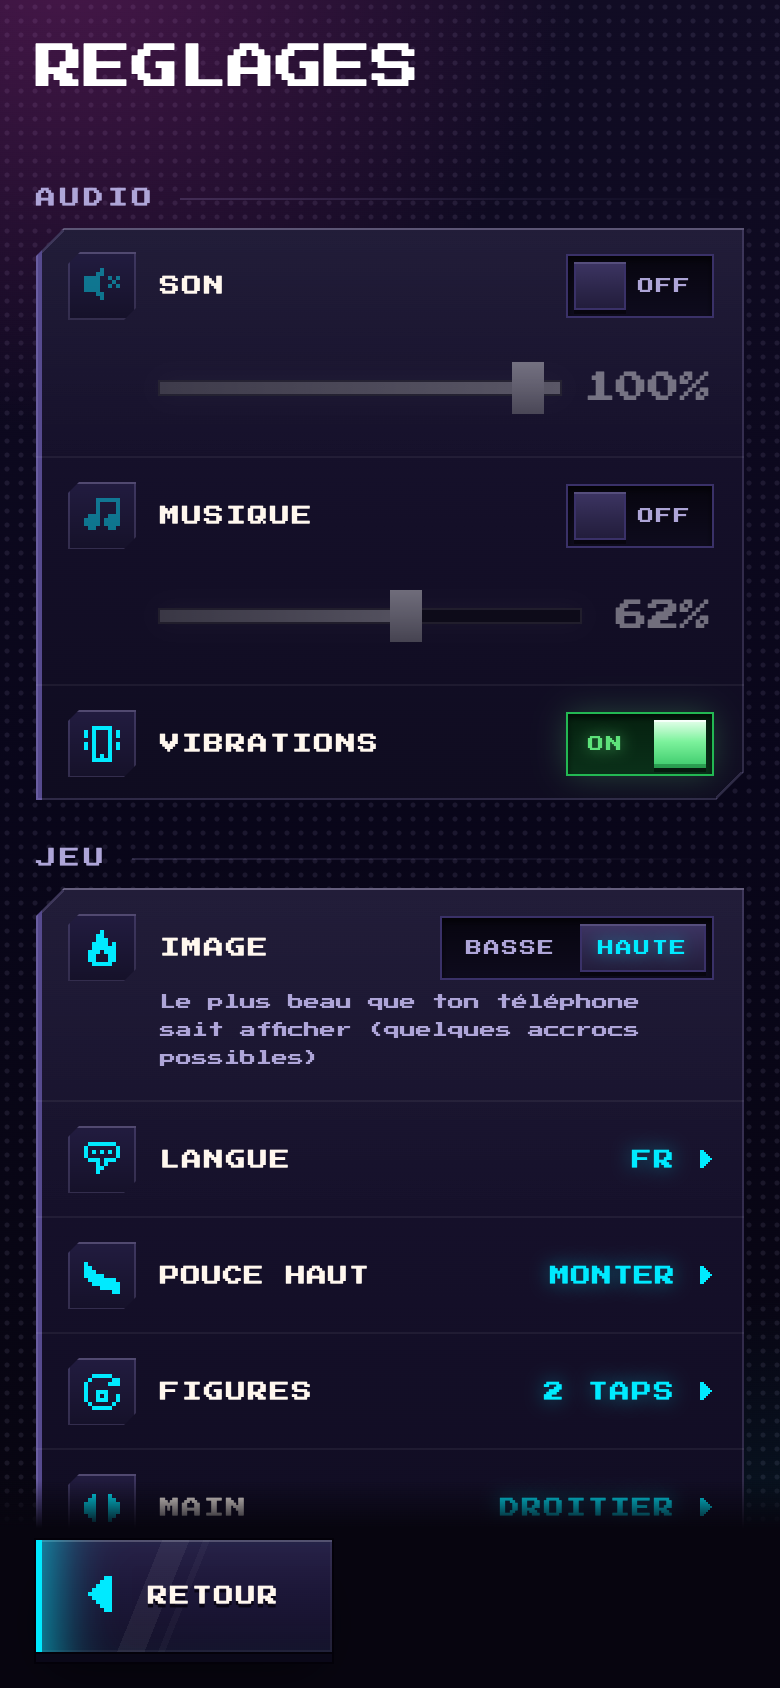 REGLAGES
AUDIO
SON
OFF
100%
MUSIQUE
OFF
62%
VIBRATIONS
ON
JEU
IMAGE
BASSE
HAUTE
Le plus beau que ton téléphone
sait afficher (quelques accrocs
possibles)
LANGUE
FR
POUCE HAUT
MONTER
FIGURES
2 TAPS
MAIN
DROITIER
RETOUR